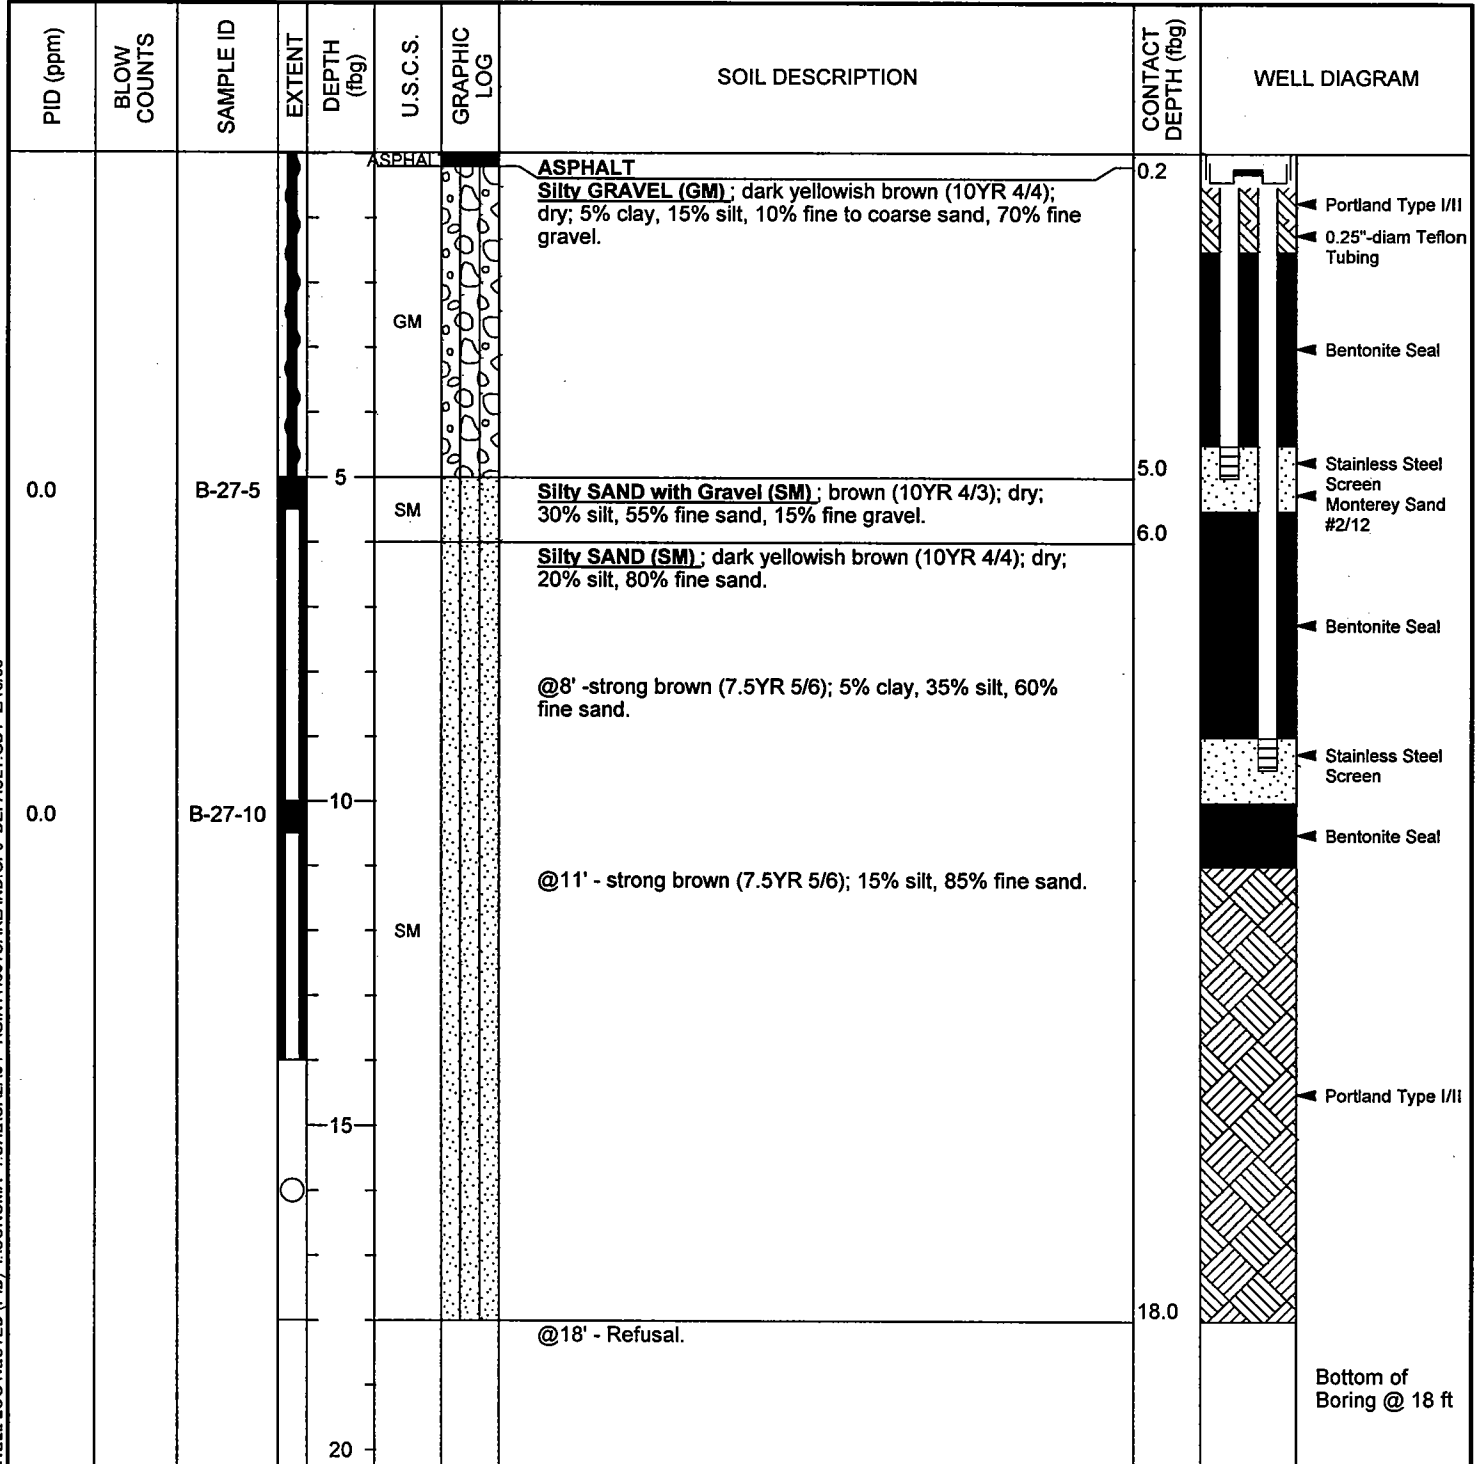 PID (ppm)
BLOW
COUNTS
SAMPLE ID
EXTENT
DEPTH
(fbg)
U.S.C.S.
GRAPHIC
LOG
SOIL DESCRIPTION
CONTACT
DEPTH (fbg)
WELL DIAGRAM
ASPHAL
ASPHALT
0.2
Silty GRAVEL (GM) ; dark yellowish brown (10YR 4/4);
dry; 5% clay, 15% silt, 10% fine to coarse sand, 70% fine
gravel.
Portland Type I/II
0.25"-diam Teflon
Tubing
GM
Bentonite Seal
5
5.0
Stainless Steel
Screen
0.0
B-27-5
SM
Silty SAND with Gravel (SM) ; brown (10YR 4/3); dry;
30% silt, 55% fine sand, 15% fine gravel.
Monterey Sand
#2/12
6.0
Silty SAND (SM) ; dark yellowish brown (10YR 4/4); dry;
20% silt, 80% fine sand.
Bentonite Seal
@8' -strong brown (7.5YR 5/6); 5% clay, 35% silt, 60%
fine sand.
Stainless Steel
Screen
10
0.0
B-27-10
Bentonite Seal
@11' - strong brown (7.5YR 5/6); 15% silt, 85% fine sand.
SM
Portland Type I/II
15
18.0
@18' - Refusal.
Bottom of
Boring @ 18 ft
20